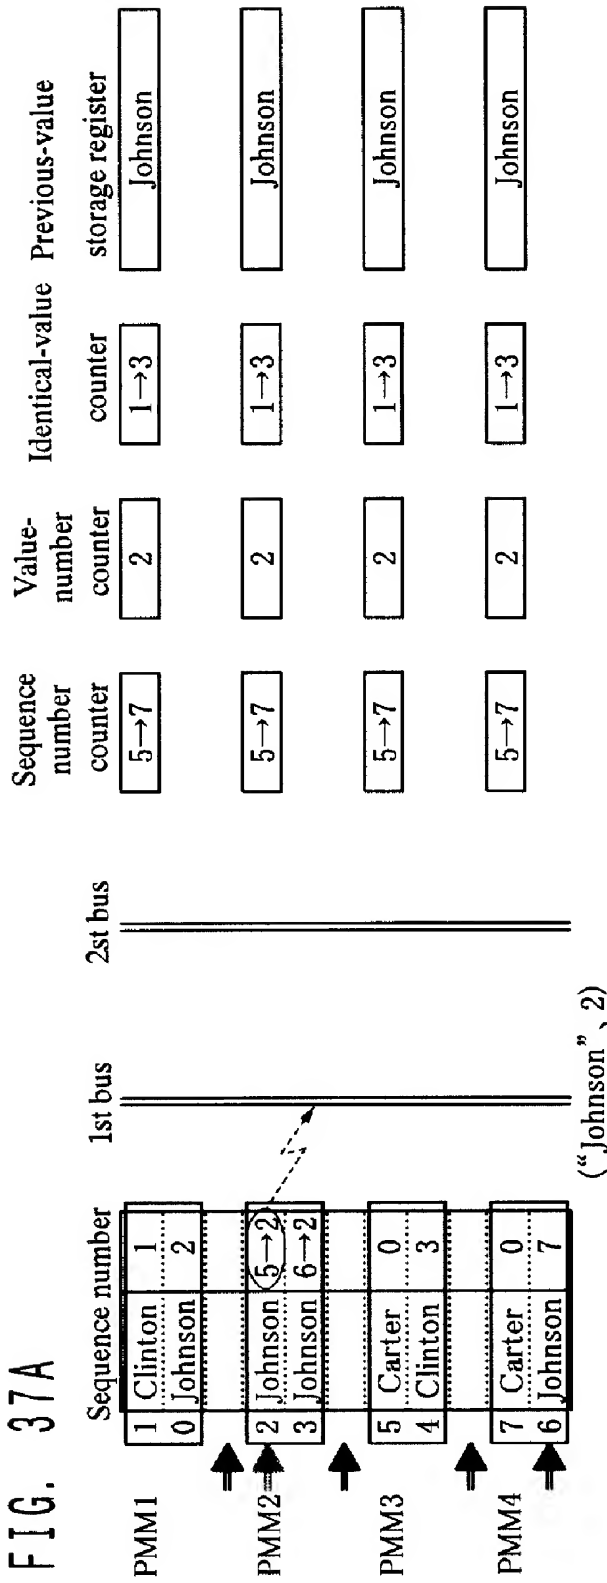 FIG. 37A
Sequence number
1st bus
2st bus
Sequence number counter
Value-number counter
Identical-value counter
Previous-value storage register
PMM1
1 Clinton 1
0 Johnson 2
5→7
2
1→3
Johnson
PMM2
2 Johnson 5→2
3 Johnson 6→2
5→7
2
1→3
Johnson
PMM3
5 Carter 0
4 Clinton 3
5→7
2
1→3
Johnson
PMM4
7 Carter 0
6 Johnson 7
5→7
2
1→3
Johnson
(“Johnson”、2)